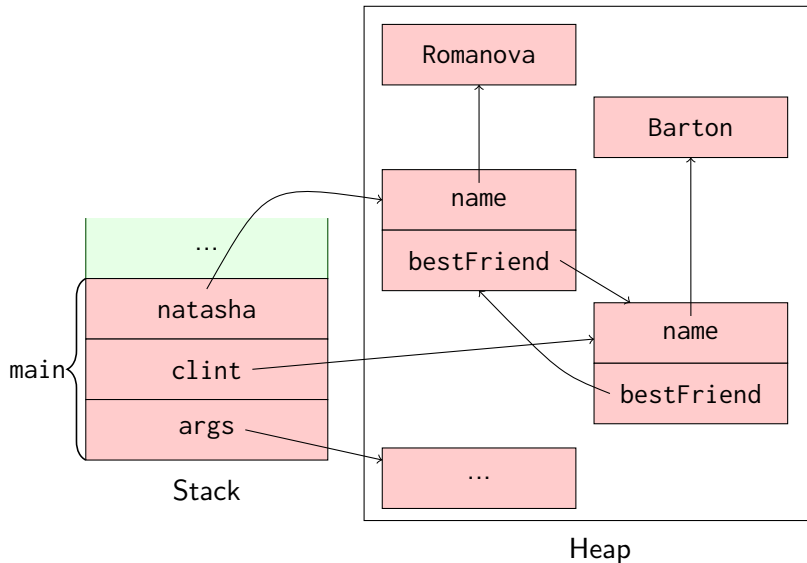 Romanova
Barton
name
...
bestFriend
natasha
name
main
clint
bestFriend
args
...
Stack
Heap